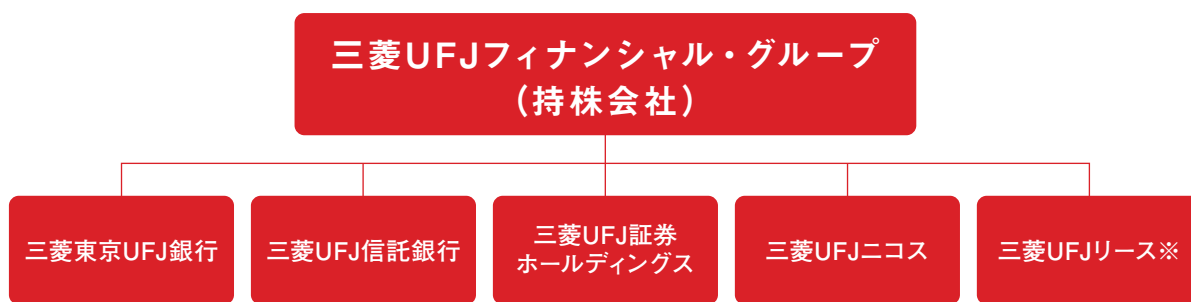 三菱UFJフィナンシャル・グループ
(持株会社)
三菱東京UFJ銀行
三菱UFJ信託銀行
三菱UFJ証券
ホールディングス
三菱UFJニコス
三菱UFJリース※